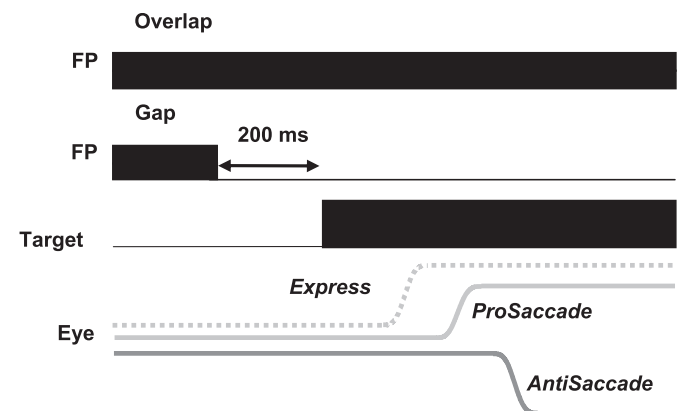 Overlap
FP
Gap
200 ms
FP
Target
Express
ProSaccade
Eye
AntiSaccade